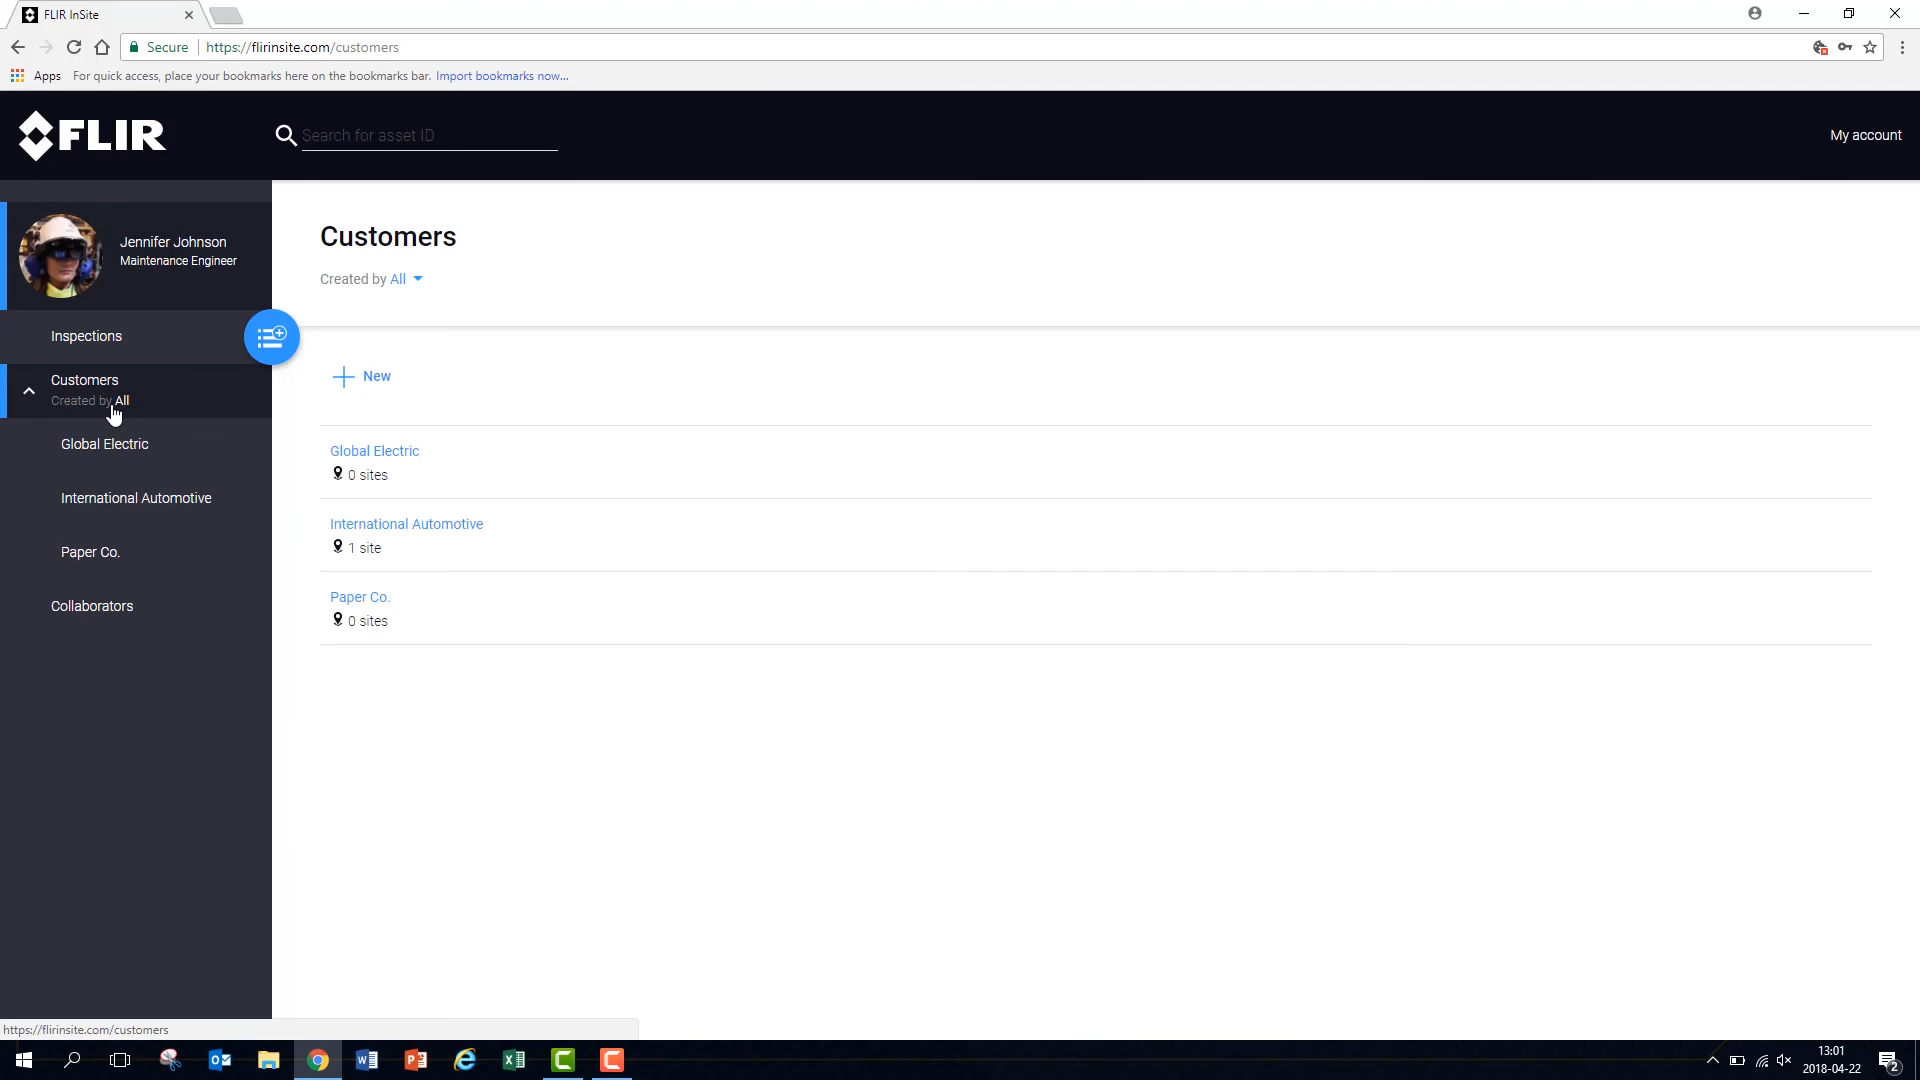 FLIR InSite
Secure https://flirinsite.com/customers
Apps For quick access, place your bookmarks here on the bookmarks bar. Import bookmarks now...
FLIR
Search for asset ID
My account
Jennifer Johnson
Maintenance Engineer
Inspections
Customers
Created by All
Global Electric
International Automotive
Paper Co.
Collaborators
Customers
Created by All
New
Global Electric
0 sites
International Automotive
1 site
Paper Co.
0 sites
https://flirinsite.com/customers
13:01
2018-04-22
2